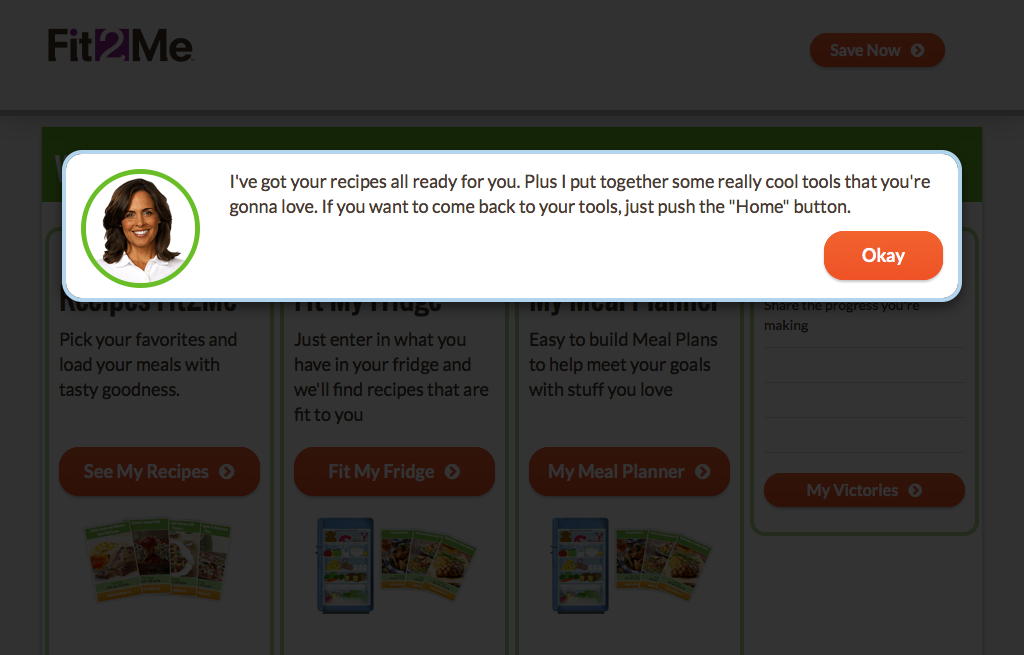 Fit2Me
Save Now
I've got your recipes all ready for you. Plus I put together some really cool tools that you're
gonna love. If you want to come back to your tools, just push the "Home" button.
Okay
Recipes Fit2Me
Pick your favorites and
load your meals with
tasty goodness.
See My Recipes
Fit My Fridge
Just enter in what you
have in your fridge and
we'll find recipes that are
fit to you
Fit My Fridge
My Meal Planner
Easy to build Meal Plans
to help meet your goals
with stuff you love
My Meal Planner
Share the progress you're
making
My Victories